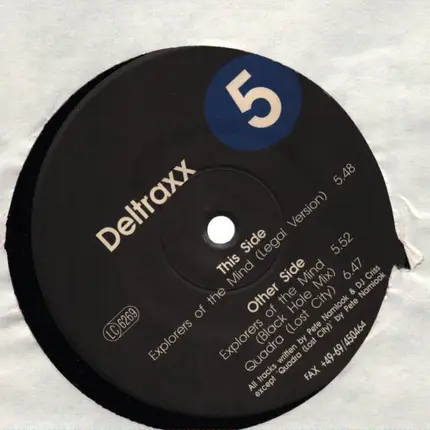 5
Deltraxx
This Side
Explorers of the Mind (Legal Version) 5.48
Other Side
Explorers of the Mind 5.52
(Black Hole Mix)
Quadra (Lost City) 6.47
All tracks written by Pete Namlook & DJ Criss
except "Quadra (Lost City) by Pete Namlook
FAX +49-69/450464
LC 6269